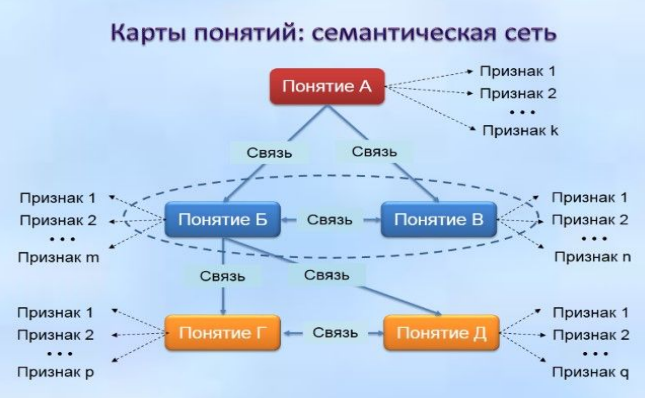 Карты понятий: семантическая сеть
Понятие А
Признак 1
Признак 2
...
Признак k
Связь
Связь
Признак 1
Признак 2
...
Признак m
Понятие Б
Связь
Понятие В
Признак 1
Признак 2
...
Признак n
Связь
Связь
Признак 1
Признак 2
...
Признак p
Понятие Г
Связь
Понятие Д
Признак 1
Признак 2
...
Признак q